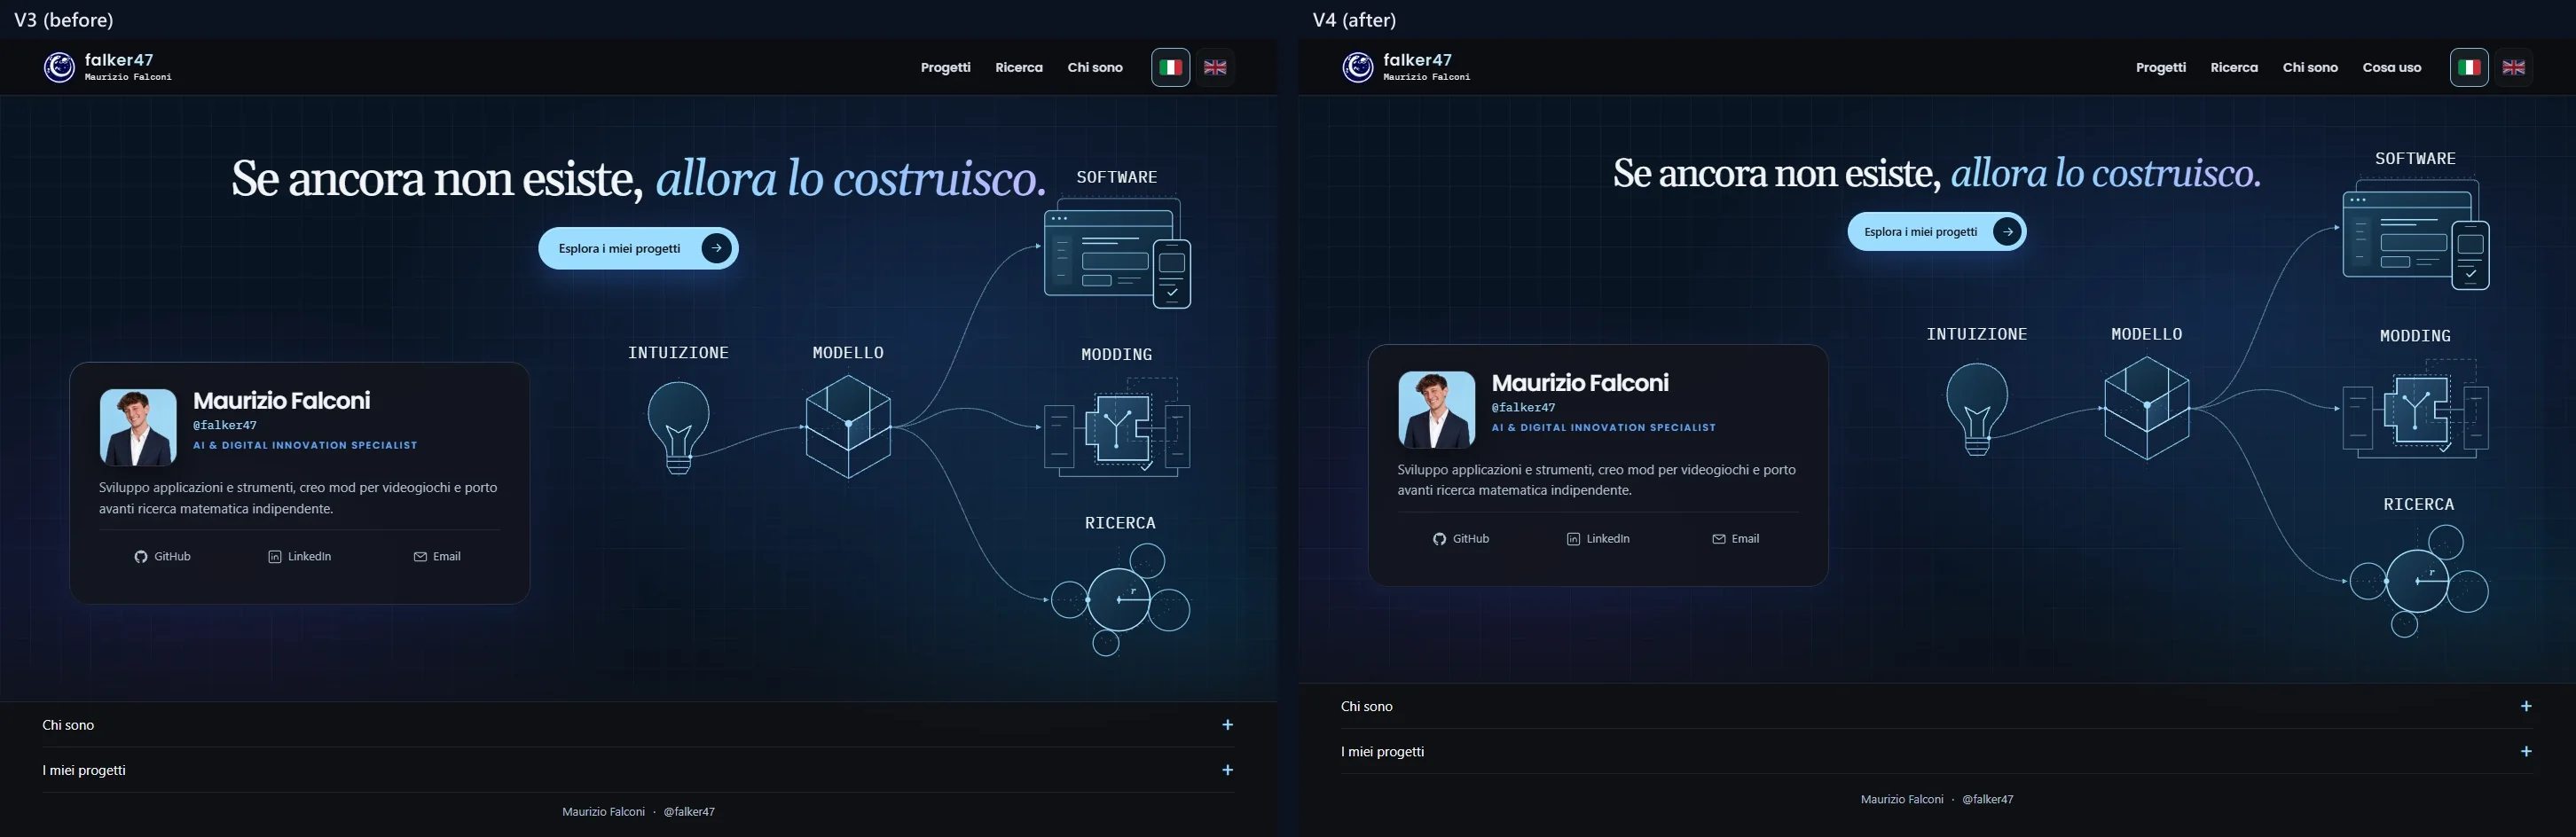 V3 (before)
falker47
Maurizio Falconi
Progetti Ricerca Chi sono
Se ancora non esiste, allora lo costruisco.
Esplora i miei progetti
SOFTWARE
INTUIZIONE
MODELLO
MODDING
RICERCA
r
Maurizio Falconi
@falker47
AI & DIGITAL INNOVATION SPECIALIST
Sviluppo applicazioni e strumenti, creo mod per videogiochi e porto
avanti ricerca matematica indipendente.
GitHub
in LinkedIn
Email
Chi sono +
I miei progetti +
Maurizio Falconi · @falker47
V4 (after)
falker47
Maurizio Falconi
Progetti Ricerca Chi sono Cosa uso
Se ancora non esiste, allora lo costruisco.
Esplora i miei progetti
SOFTWARE
INTUIZIONE
MODELLO
MODDING
RICERCA
r
Maurizio Falconi
@falker47
AI & DIGITAL INNOVATION SPECIALIST
Sviluppo applicazioni e strumenti, creo mod per videogiochi e porto
avanti ricerca matematica indipendente.
GitHub
in LinkedIn
Email
Chi sono +
I miei progetti +
Maurizio Falconi · @falker47